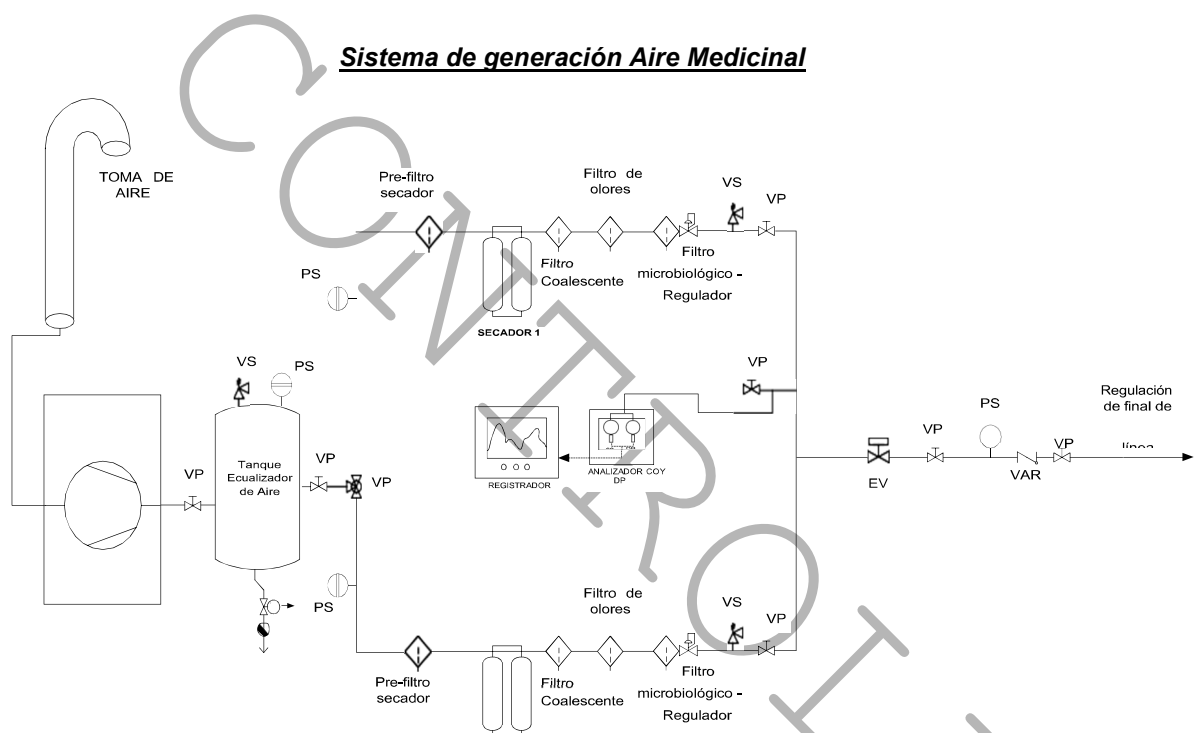 Sistema de generación Aire Medicinal
TOMA DE
AIRE
Pre-filtro
secador
Filtro de
olores
VS
VP
PS
Filtro
Coalescente
Filtro
microbiológico -
Regulador
SECADOR 1
VS
PS
VP
Tanque
Ecualizador
de Aire
VP
VP
REGISTRADOR
ANALIZADOR COY
DP
VP
EV
VP
PS
VAR
VP
Regulación
de final de
línea
PS
Filtro de
olores
VS
VP
Pre-filtro
secador
Filtro
Coalescente
Filtro
microbiológico -
Regulador